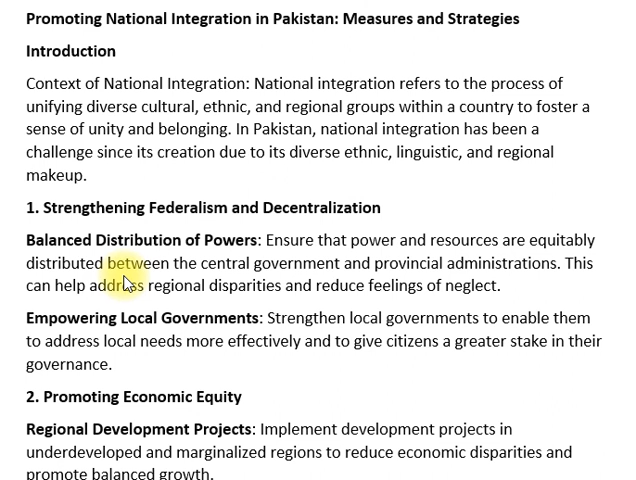 Promoting National Integration in Pakistan: Measures and Strategies
Introduction
Context of National Integration: National integration refers to the process of
unifying diverse cultural, ethnic, and regional groups within a country to foster a
sense of unity and belonging. In Pakistan, national integration has been a
challenge since its creation due to its diverse ethnic, linguistic, and regional
makeup.
1. Strengthening Federalism and Decentralization
Balanced Distribution of Powers: Ensure that power and resources are equitably
distributed between the central government and provincial administrations. This
can help address regional disparities and reduce feelings of neglect.
Empowering Local Governments: Strengthen local governments to enable them
to address local needs more effectively and to give citizens a greater stake in their
governance.
2. Promoting Economic Equity
Regional Development Projects: Implement development projects in
underdeveloped and marginalized regions to reduce economic disparities and
promote balanced growth.